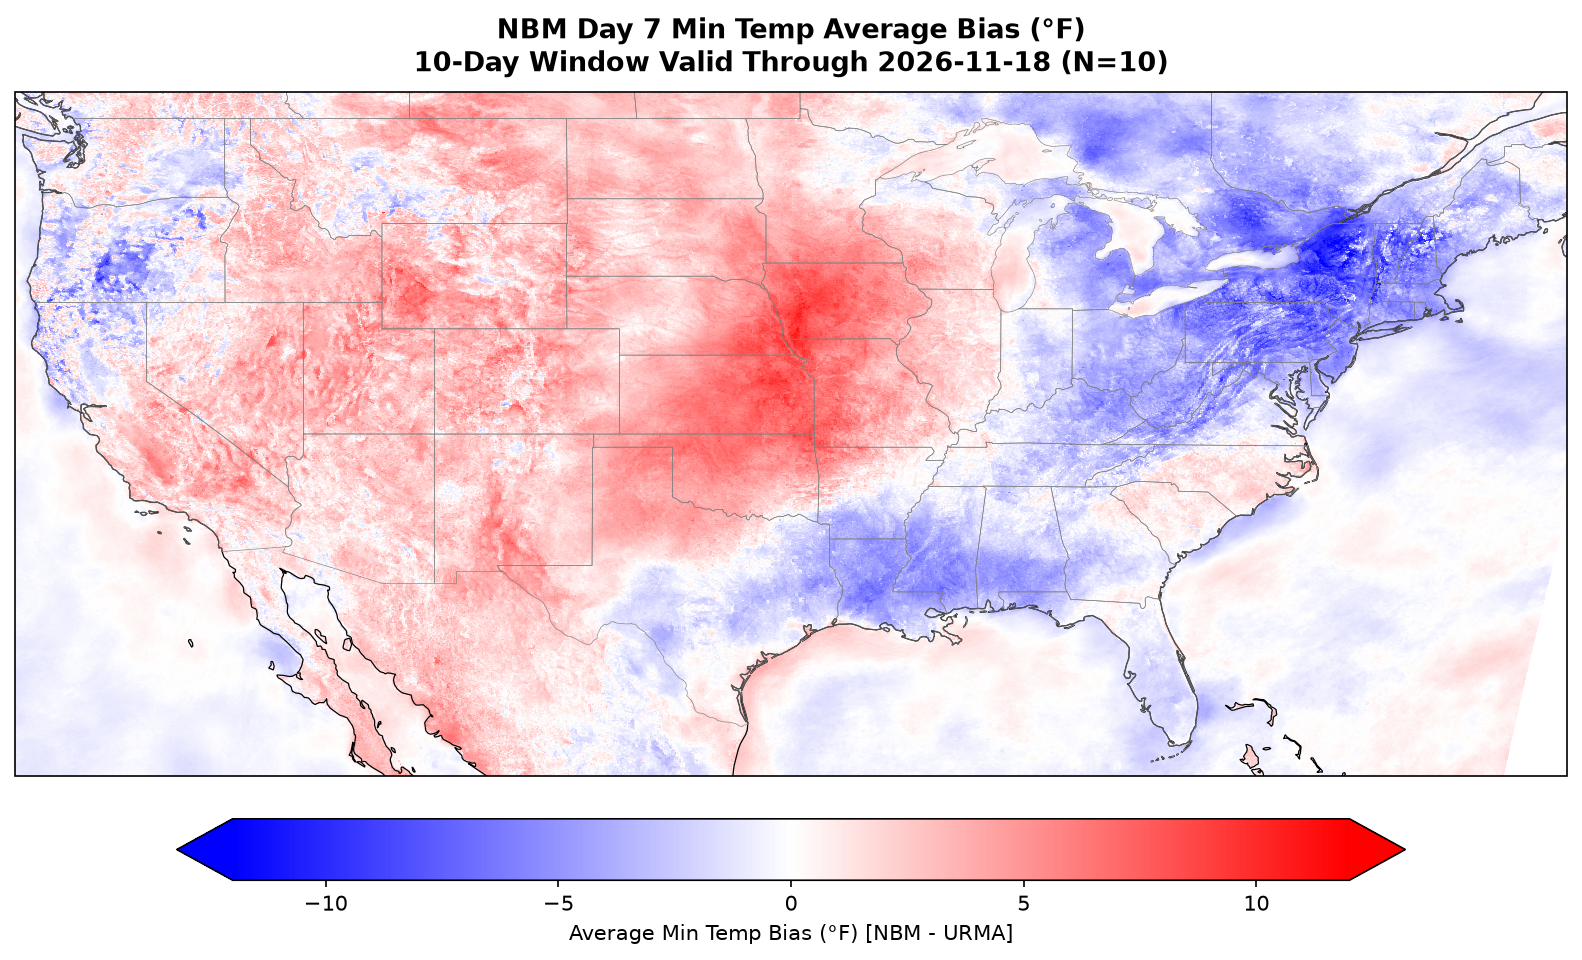 NBM Day 7 Min Temp Average Bias (°F)
10-Day Window Valid Through 2026-11-18 (N=10)
−10 −5 0 5 10
Average Min Temp Bias (°F) [NBM - URMA]